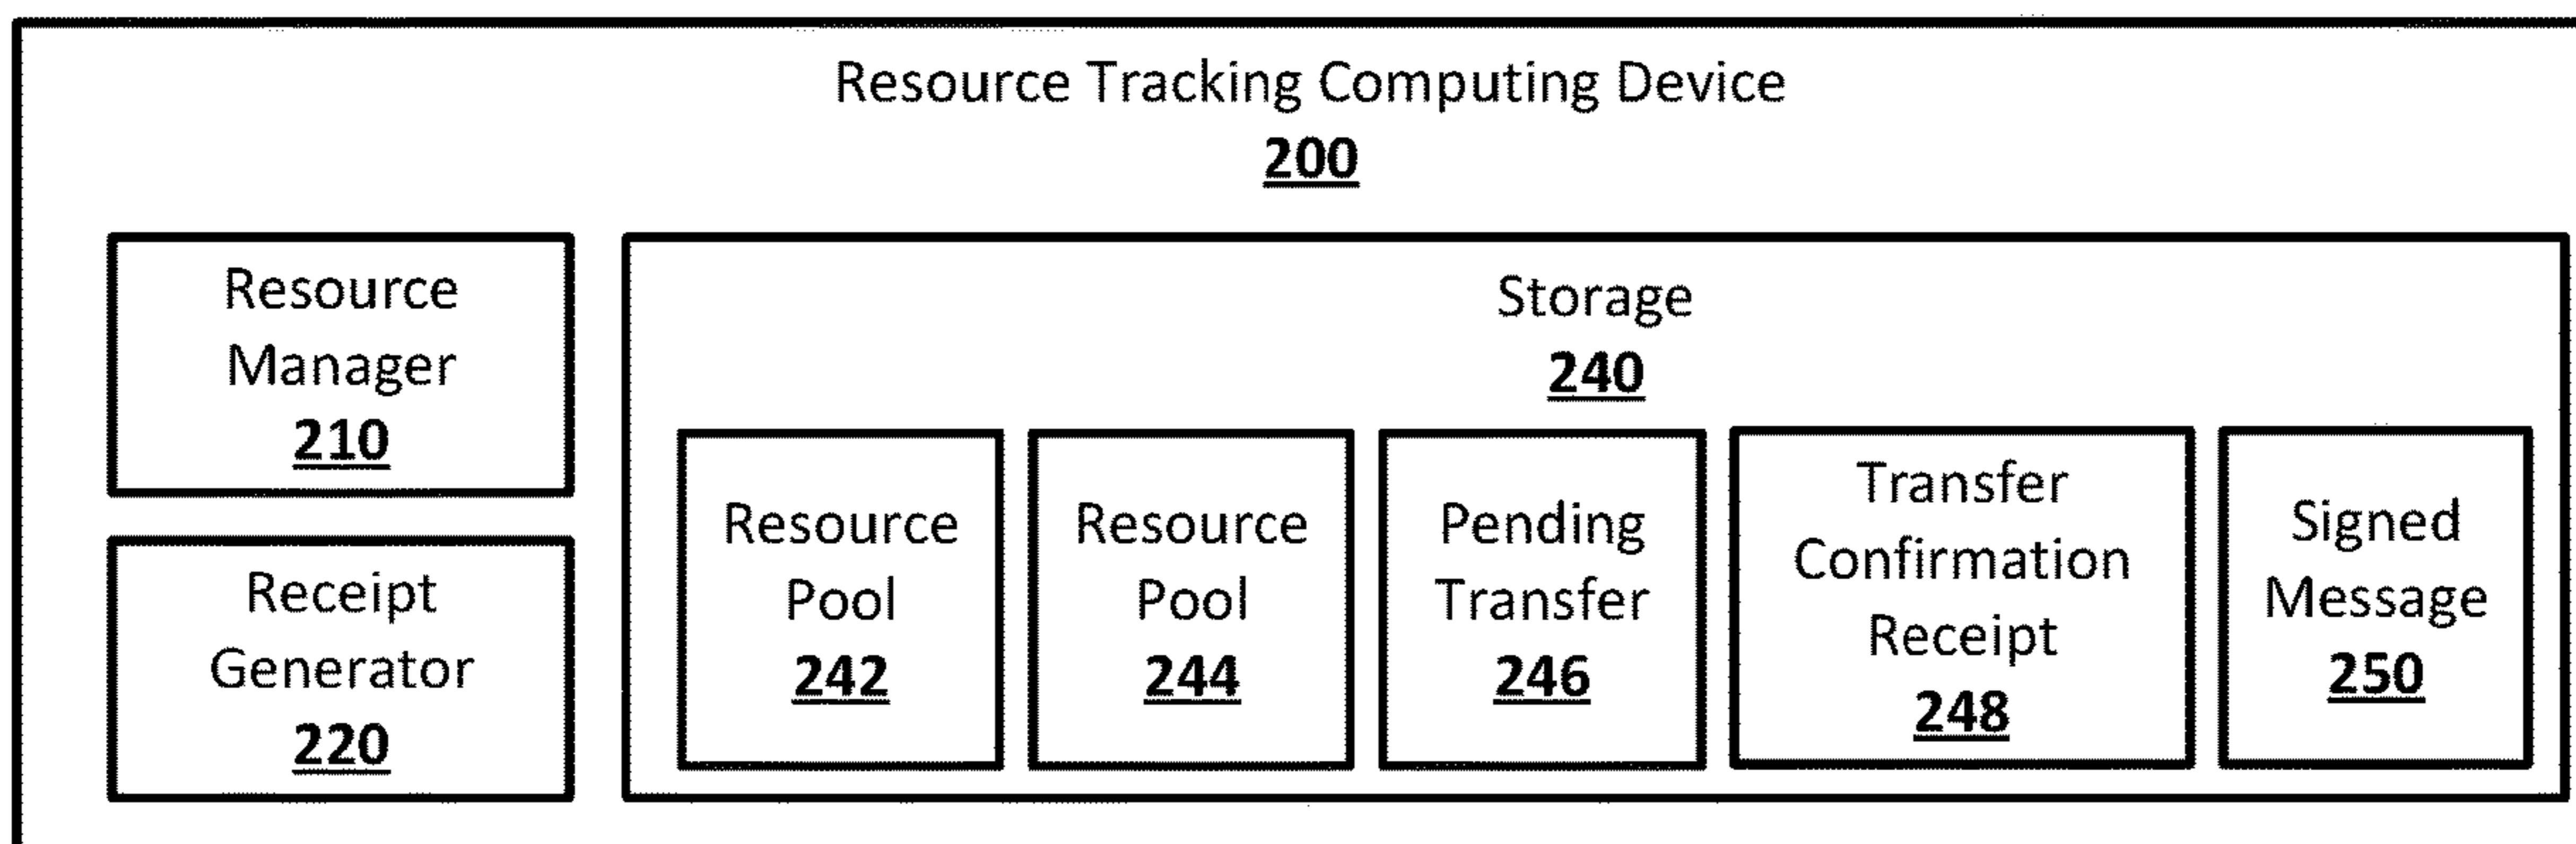 Resource Tracking Computing Device
200
Resource
Manager
210
Receipt
Generator
220
Storage
240
Resource
Pool
242
Resource
Pool
244
Pending
Transfer
246
Transfer
Confirmation
Receipt
248
Signed
Message
250